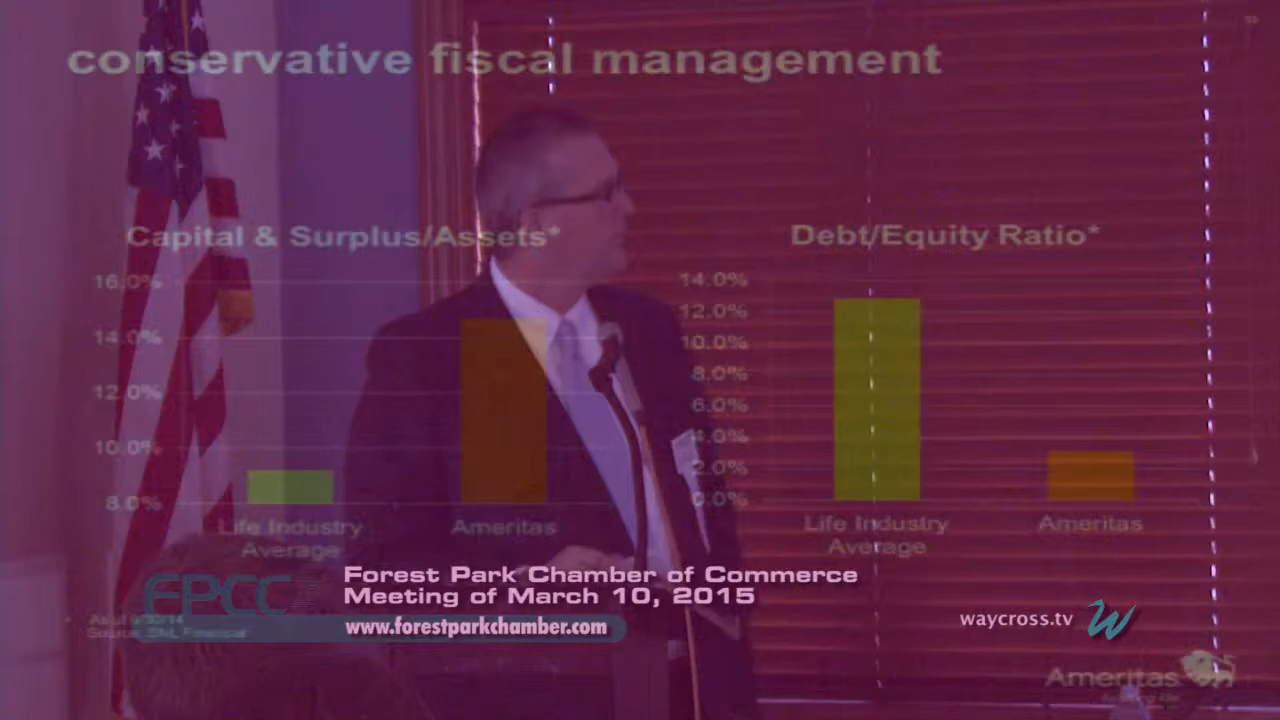 conservative fiscal management
Capital & Surplus/Assets*
16.0%
14.0%
12.0%
10.0%
8.0%
Life Industry
Average
Ameritas
Debt/Equity Ratio*
14.0%
12.0%
10.0%
8.0%
6.0%
4.0%
2.0%
0.0%
Life Industry
Average
Ameritas
FPCC
Forest Park Chamber of Commerce
Meeting of March 10, 2015
www.forestparkchamber.com
waycross.tv
Source: SNL Financial
Ameritas